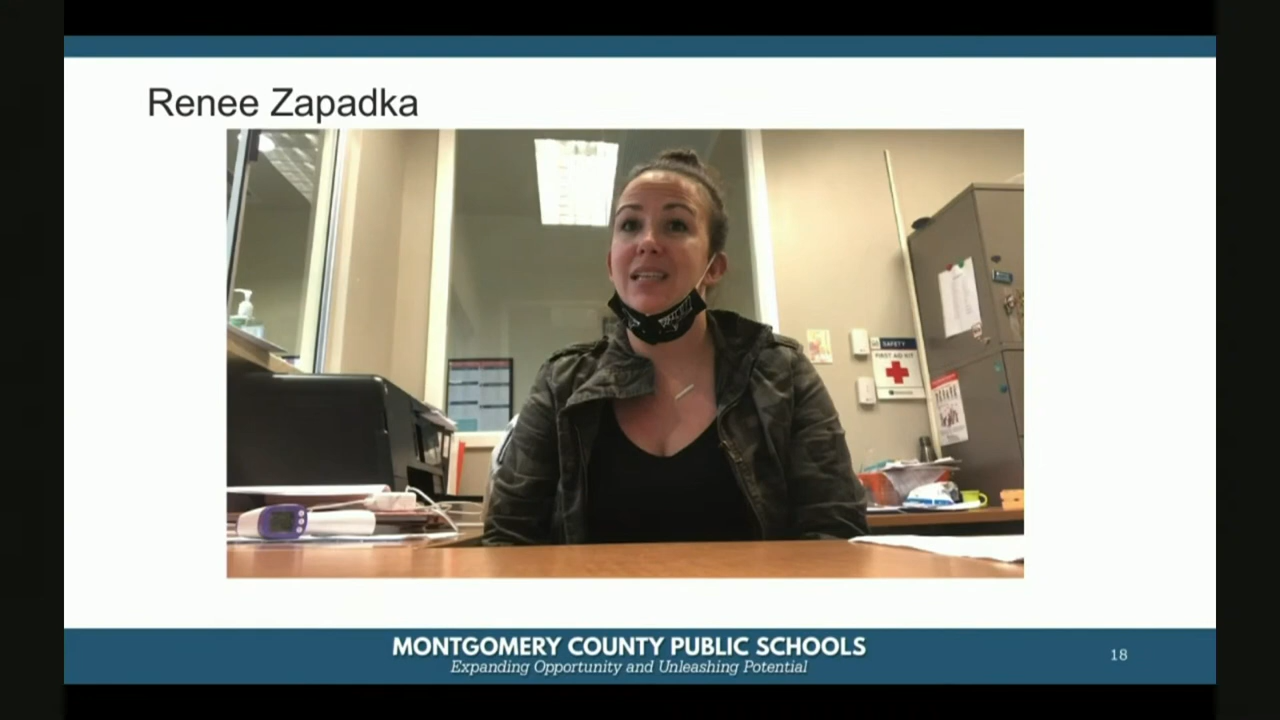 Renee Zapadka
SAFETY
FIRST AID KIT
MONTGOMERY COUNTY PUBLIC SCHOOLS
Expanding Opportunity and Unleashing Potential
18